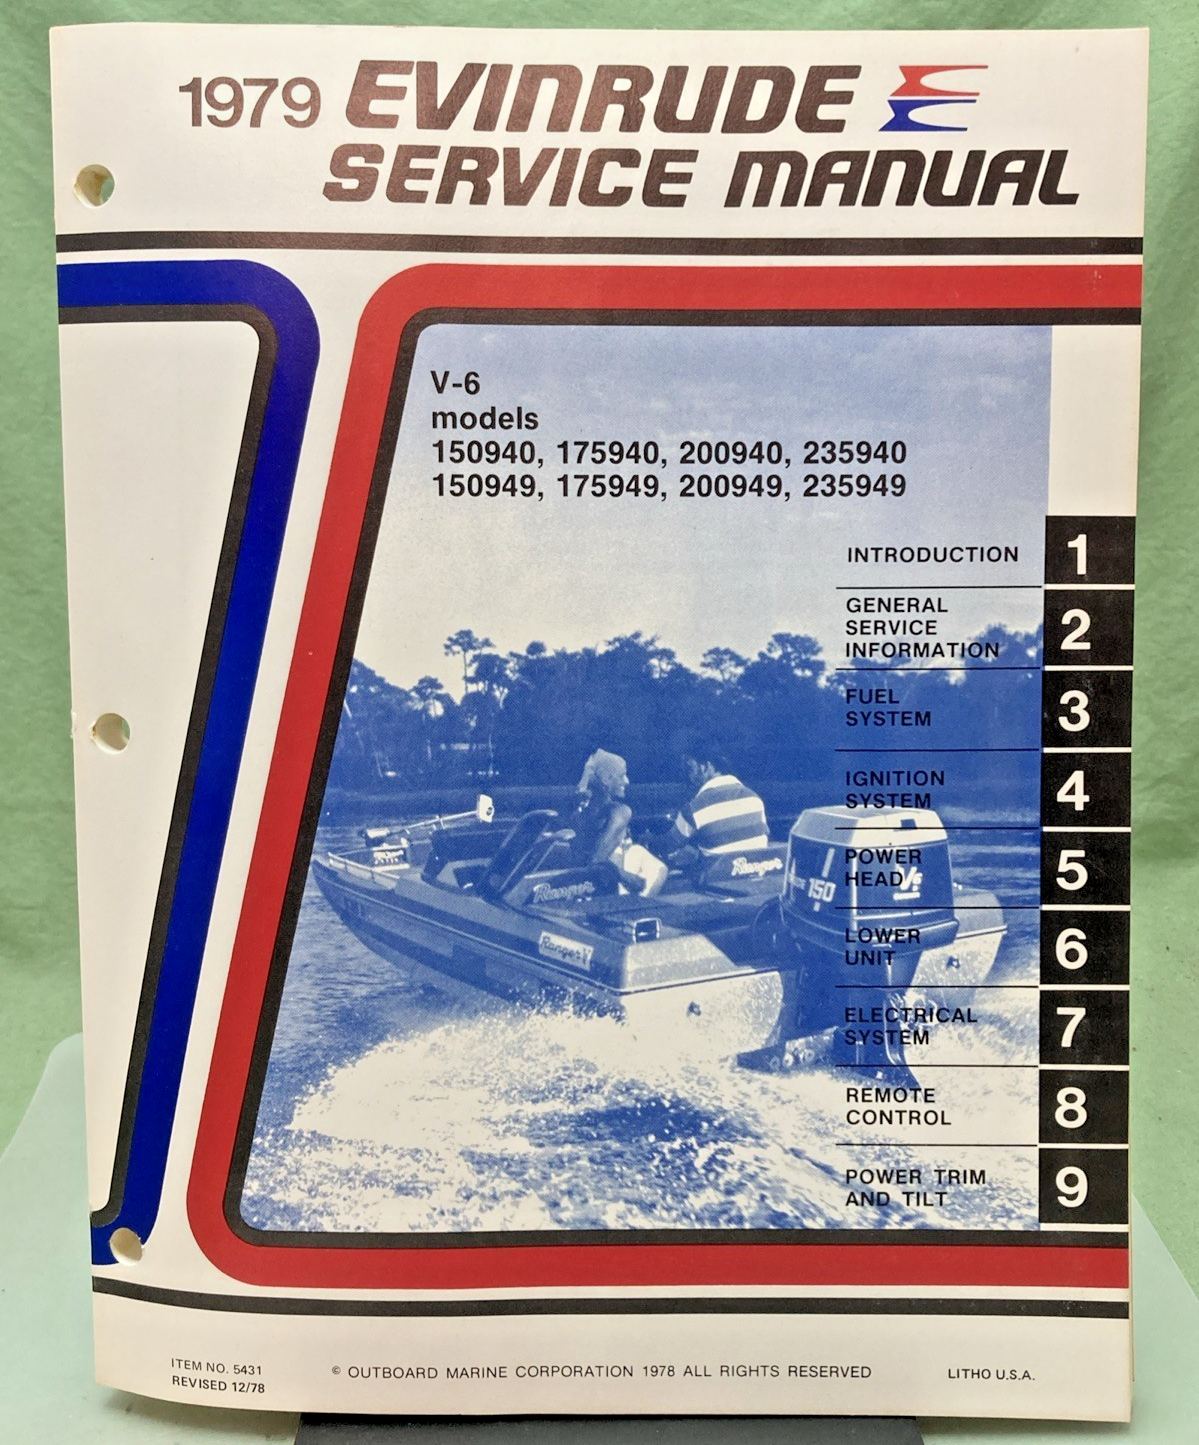 1979 EVINRUDE
SERVICE MANUAL
V-6
models
150940, 175940, 200940, 235940
150949, 175949, 200949, 235949
INTRODUCTION 1
GENERAL
SERVICE
INFORMATION 2
FUEL
SYSTEM 3
IGNITION
SYSTEM 4
POWER
HEAD 5
LOWER
UNIT 6
ELECTRICAL
SYSTEM 7
REMOTE
CONTROL 8
POWER TRIM
AND TILT 9
Ranger
Ranger
Ranger
150
V6
ITEM NO. 5431
REVISED 12/78
© OUTBOARD MARINE CORPORATION 1978 ALL RIGHTS RESERVED
LITHO U.S.A.